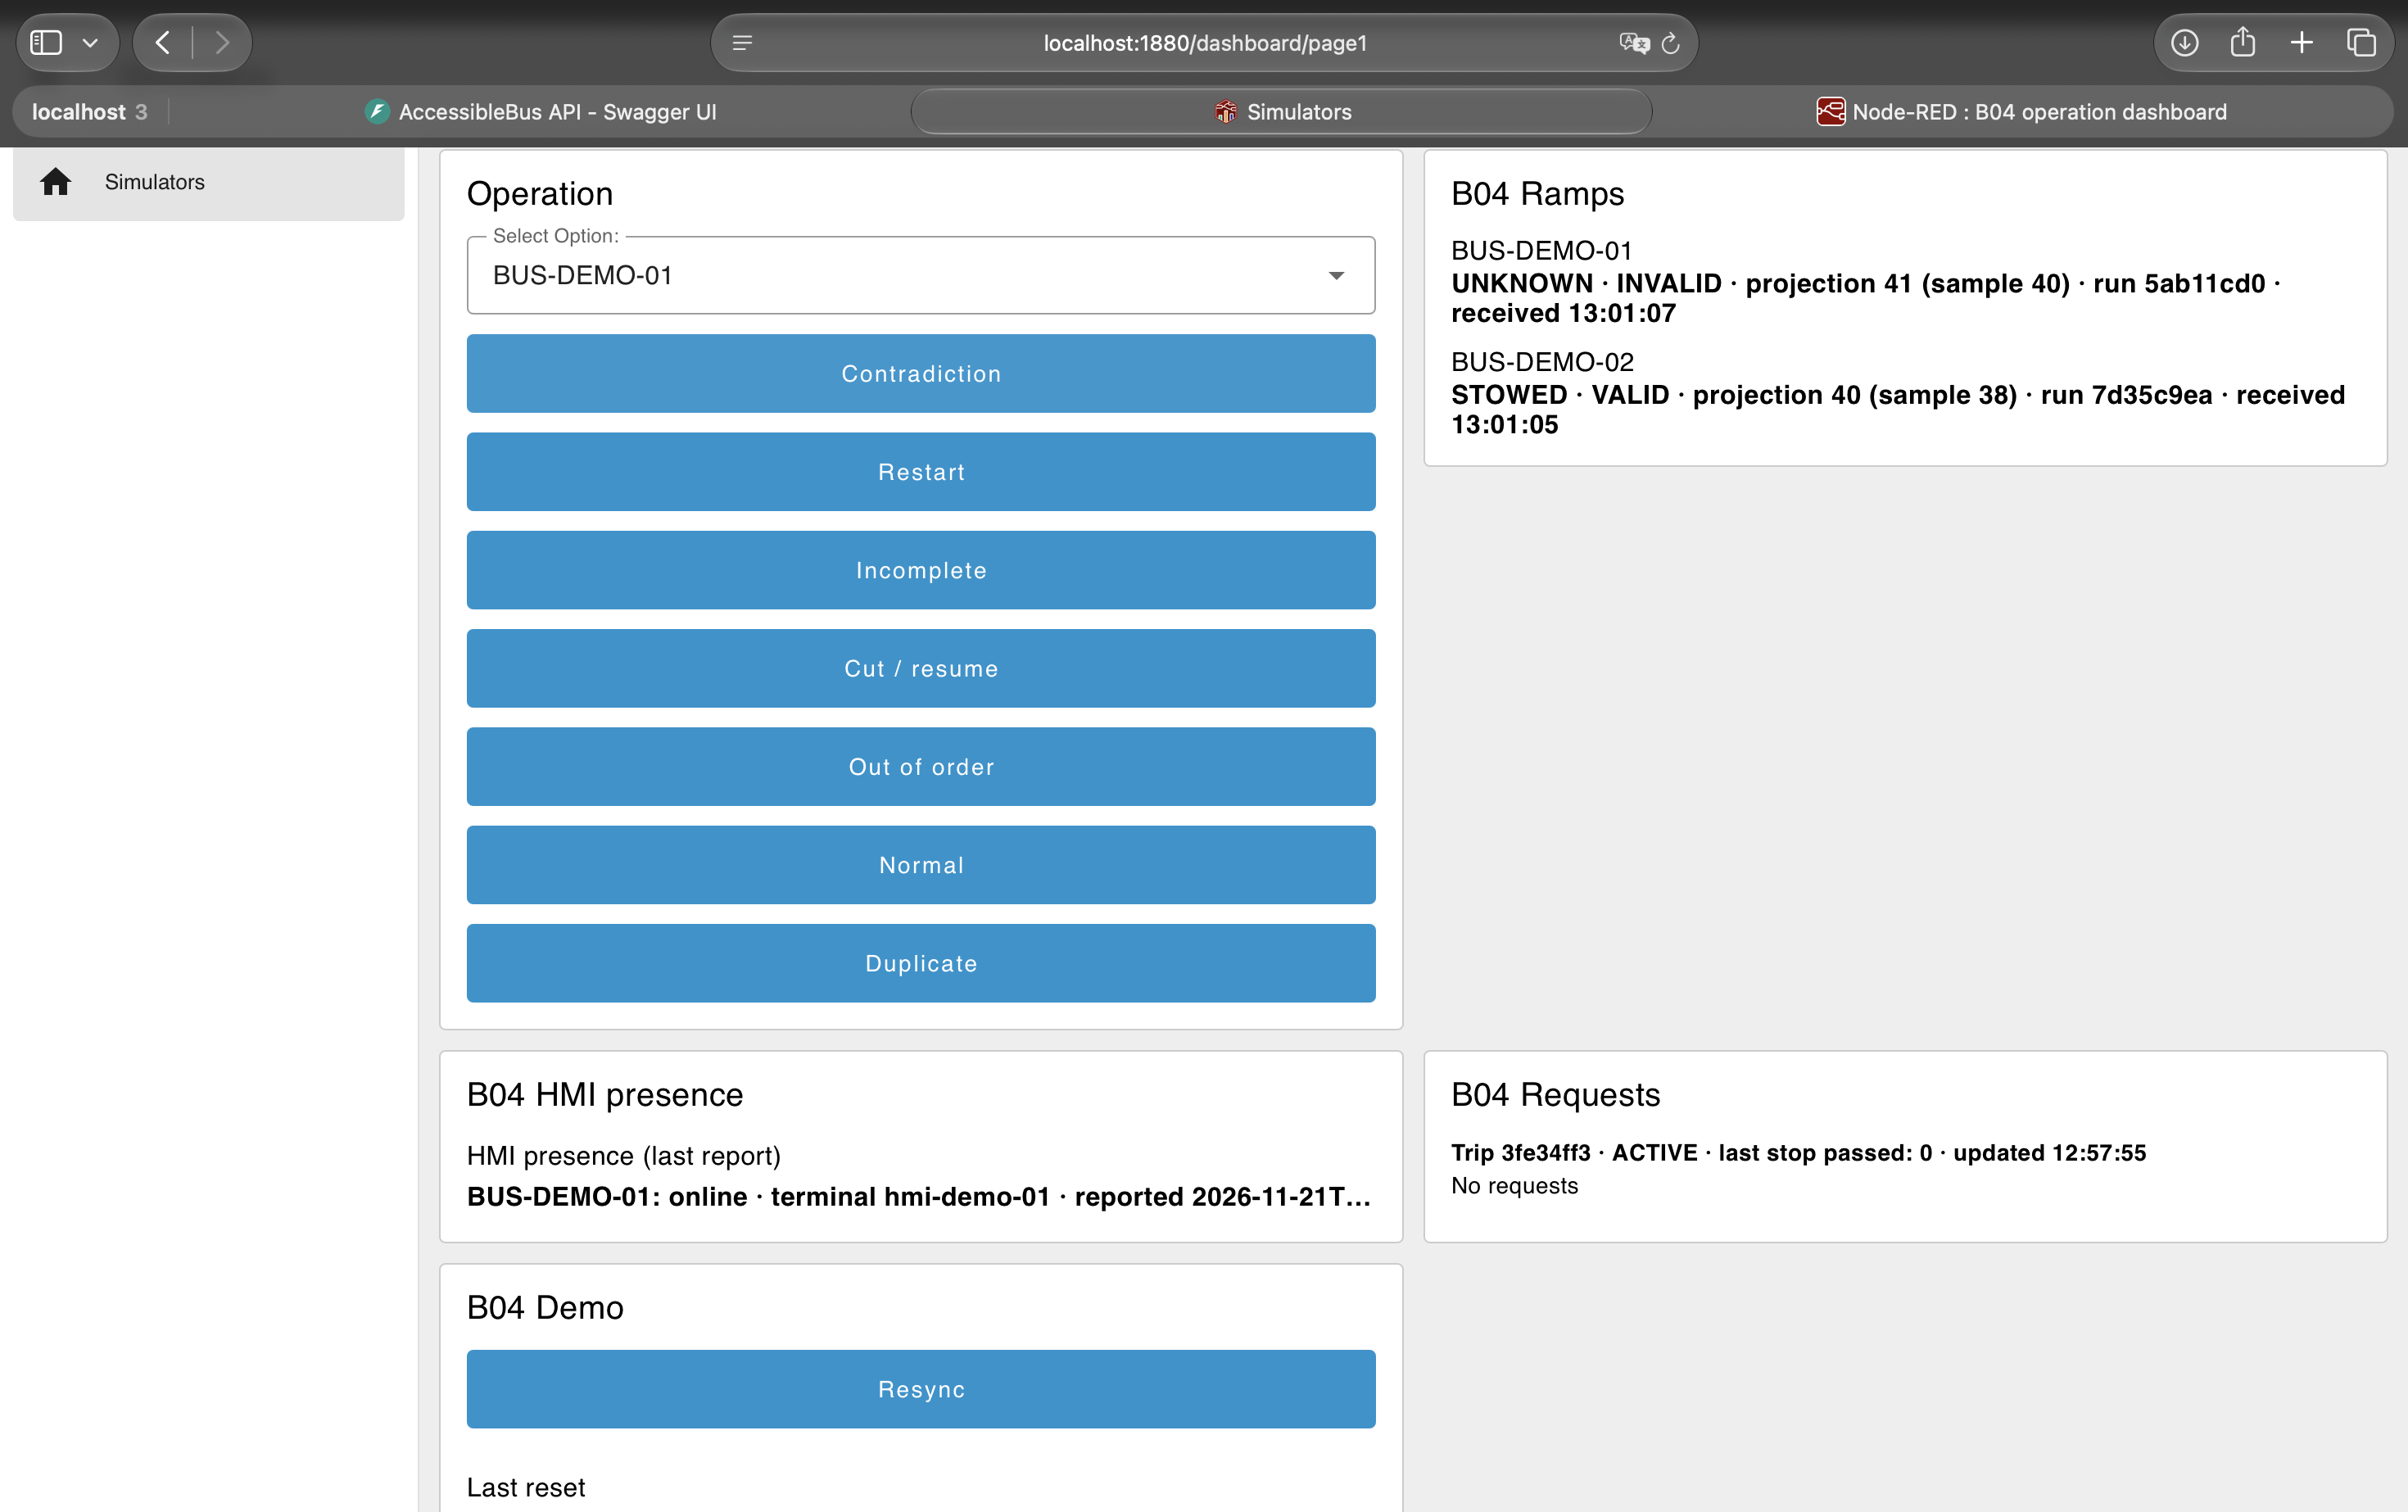 localhost:1880/dashboard/page1
localhost 3
AccessibleBus API - Swagger UI
Simulators
Node-RED : B04 operation dashboard
Simulators
Operation
Select Option:
BUS-DEMO-01
Contradiction
Restart
Incomplete
Cut / resume
Out of order
Normal
Duplicate
B04 Ramps
BUS-DEMO-01
UNKNOWN · INVALID · projection 41 (sample 40) · run 5ab11cd0 ·
received 13:01:07
BUS-DEMO-02
STOWED · VALID · projection 40 (sample 38) · run 7d35c9ea · received
13:01:05
B04 HMI presence
HMI presence (last report)
BUS-DEMO-01: online · terminal hmi-demo-01 · reported 2026-11-21T...
B04 Requests
Trip 3fe34ff3 · ACTIVE · last stop passed: 0 · updated 12:57:55
No requests
B04 Demo
Resync
Last reset